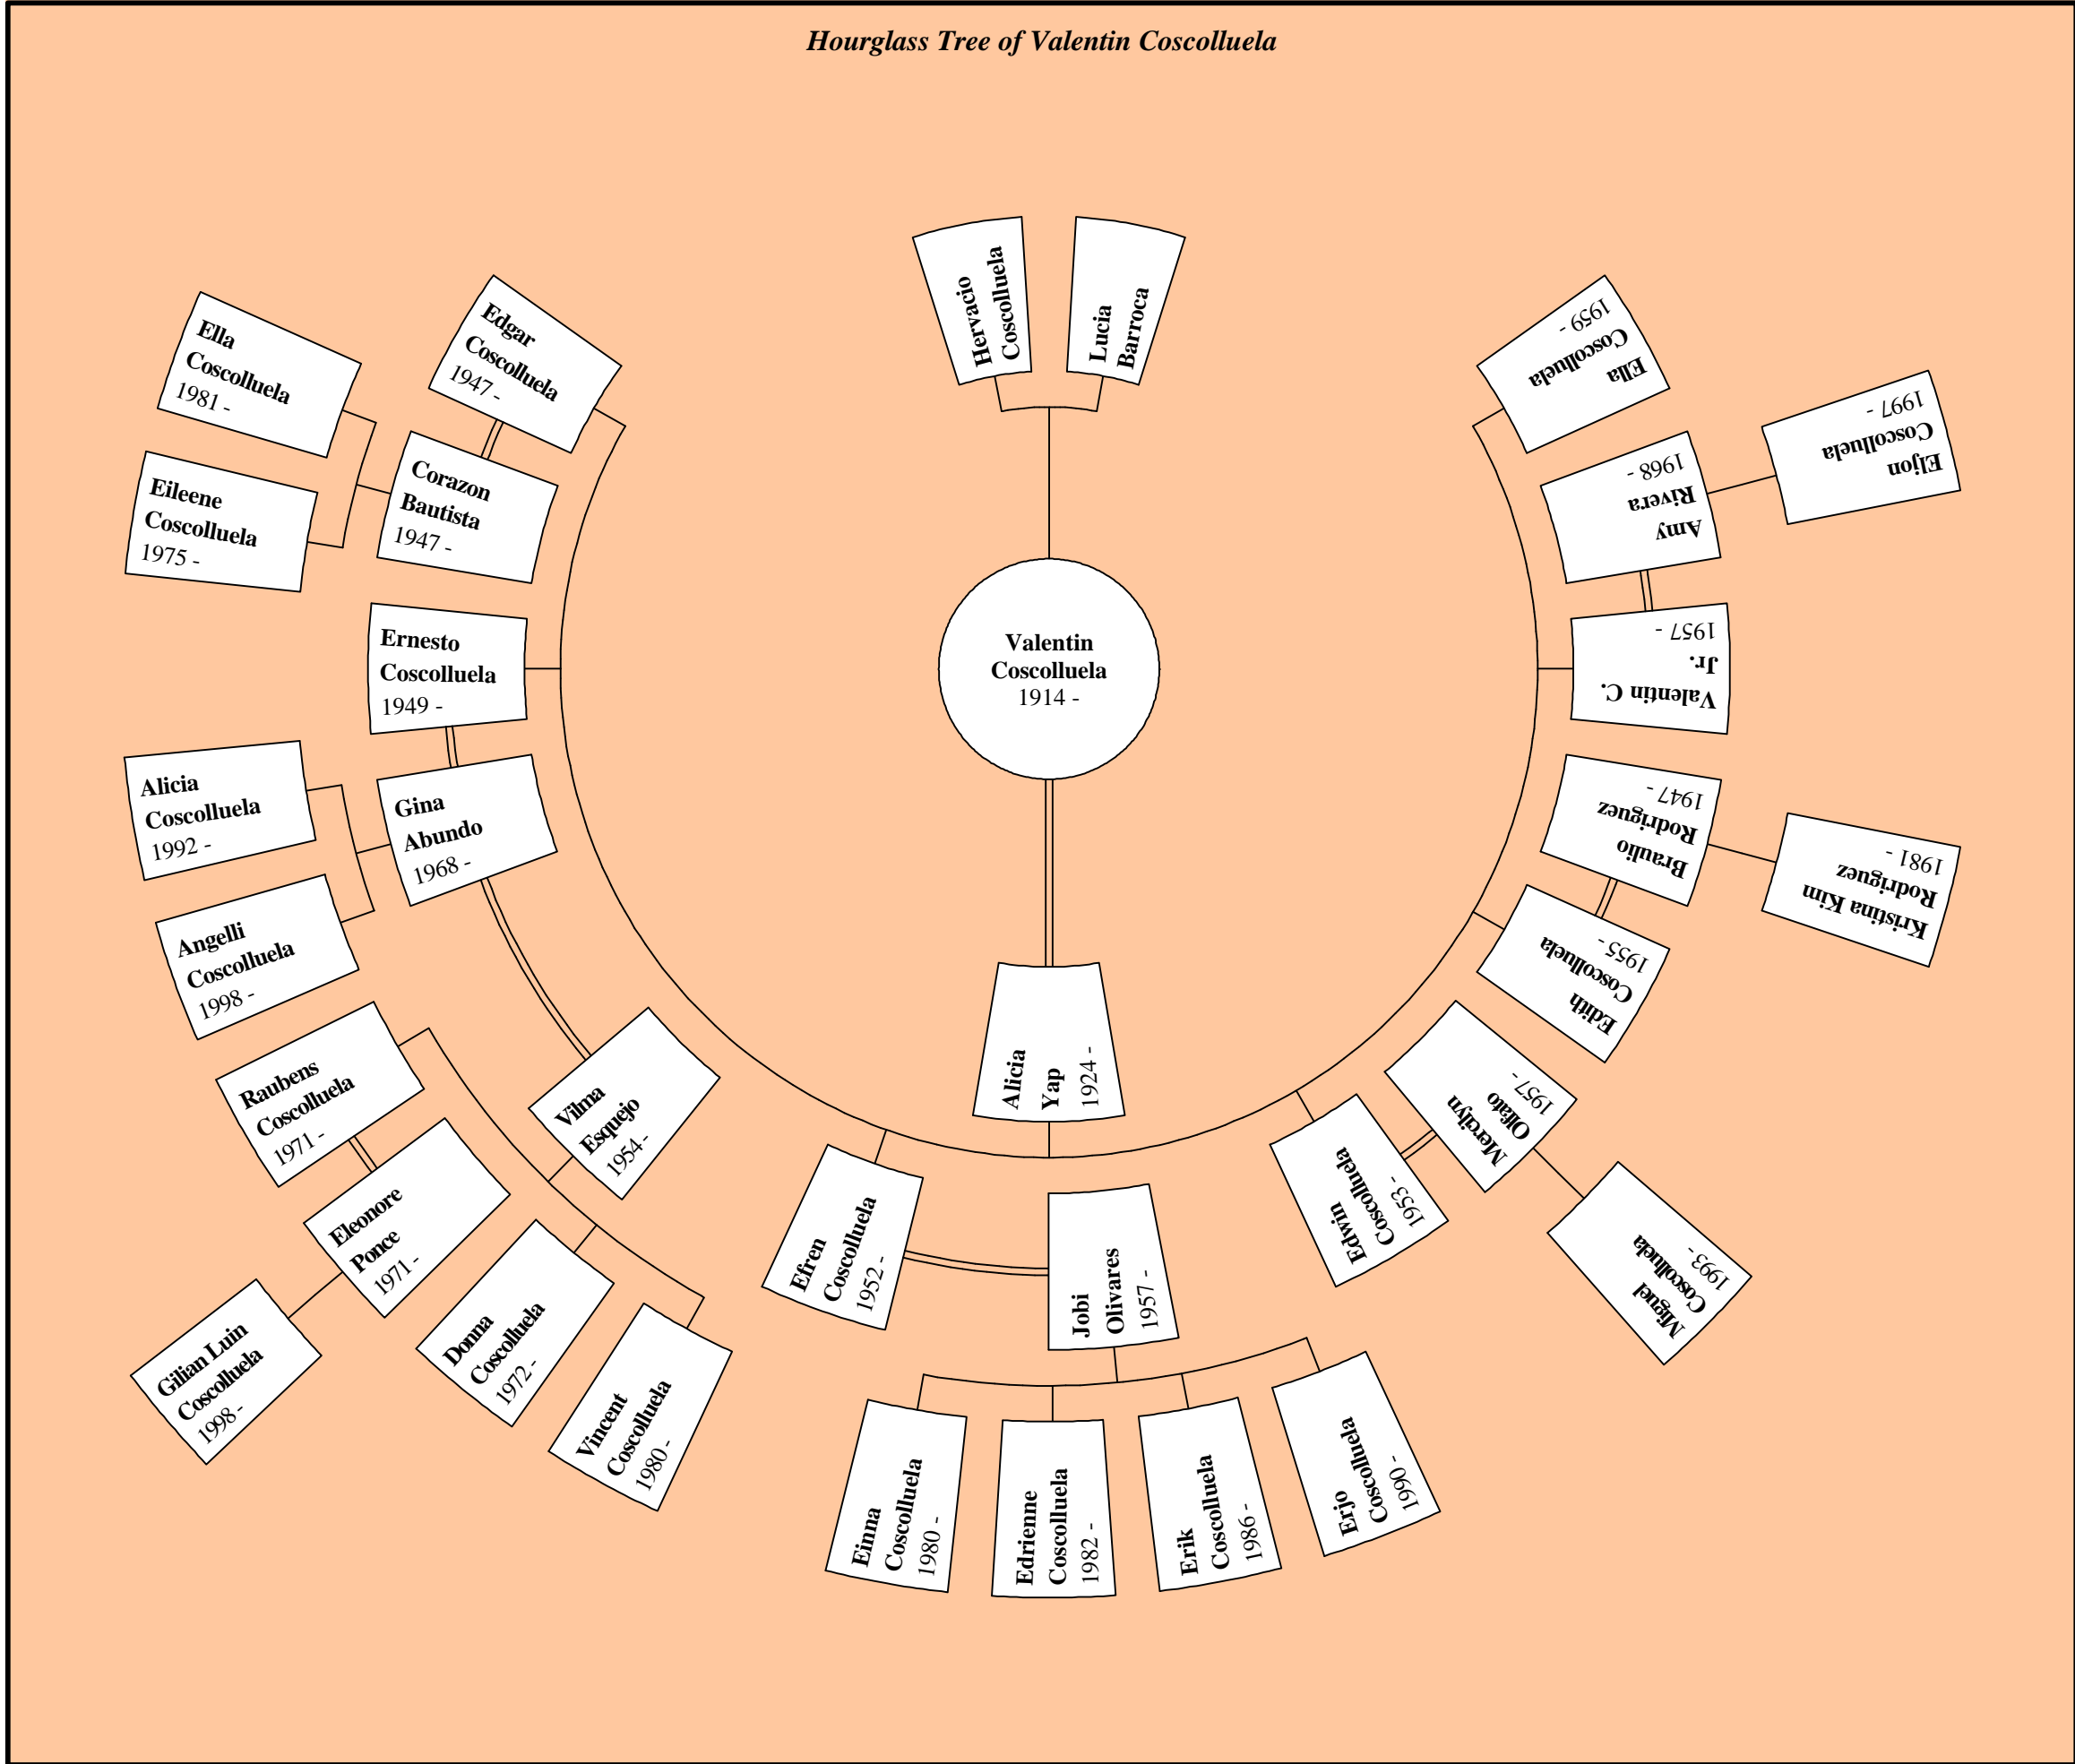 Hourglass Tree of Valentin Coscolluela
Hervacio
Coscolluela
Lucia
Barroca
Valentin
Coscolluela
1914 -
Alicia
Yap
1924 -
Edgar
Coscolluela
1947 -
Corazon
Bautista
1947 -
Ella
Coscolluela
1981 -
Eileene
Coscolluela
1975 -
Ernesto
Coscolluela
1949 -
Gina
Abundo
1968 -
Alicia
Coscolluela
1992 -
Angelli
Coscolluela
1998 -
Vilma
Esquejo
1954 -
Raubens
Coscolluela
1971 -
Eleonore
Ponce
1971 -
Gilian Luin
Coscolluela
1998 -
Donna
Coscolluela
1972 -
Vincent
Coscolluela
1980 -
Efren
Coscolluela
1952 -
Jobi
Olivares
1957 -
Einna
Coscolluela
1980 -
Edrienne
Coscolluela
1982 -
Erik
Coscolluela
1986 -
Erjo
Coscolluela
1990 -
Edwin
Coscolluela
1953 -
Mercilyn
Olfato
1957 -
Miguel
Coscolluela
1993 -
Edith
Coscolluela
1955 -
Braulio
Rodriguez
1947 -
Kristina Kim
Rodriguez
1981 -
Valentin C.
Jr.
1957 -
Amy
Rivera
1968 -
Eljon
Coscolluela
1997 -
Ella
Coscolluela
1959 -